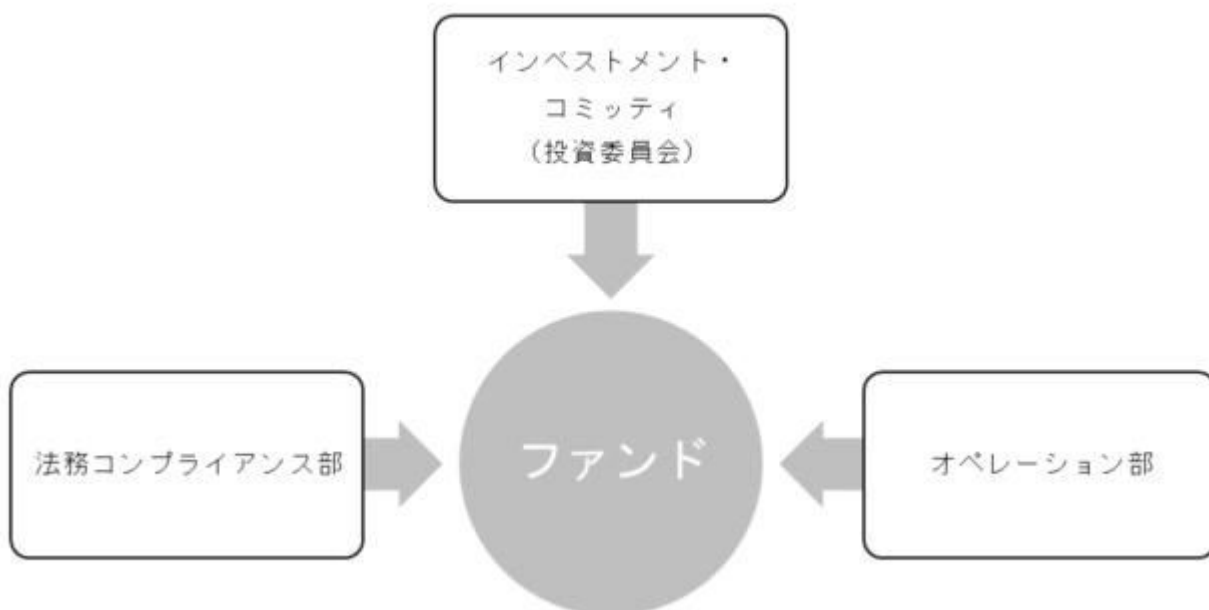 インベストメント・
コミッティ
（投資委員会）
法務コンプライアンス部
ファンド
オペレーション部